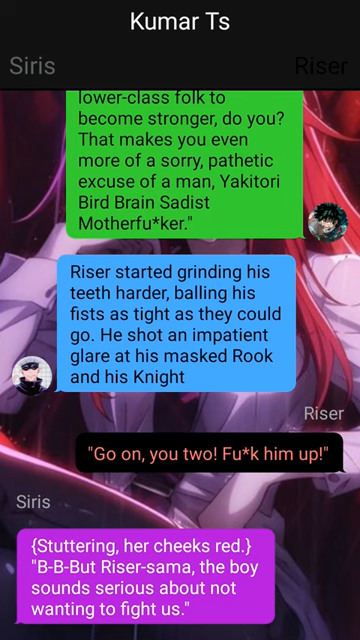 Kumar Ts
Siris
Riser
lower-class folk to
become stronger, do you?
That makes you even
more of a sorry, pathetic
excuse of a man, Yakitori
Bird Brain Sadist
Motherfu*ker."
Riser started grinding his
teeth harder, balling his
fists as tight as they could
go. He shot an impatient
glare at his masked Rook
and his Knight
Riser
"Go on, you two! Fu*k him up!"
Siris
{Stuttering, her cheeks red.}
"B-B-But Riser-sama, the boy
sounds serious about not
wanting to fight us."